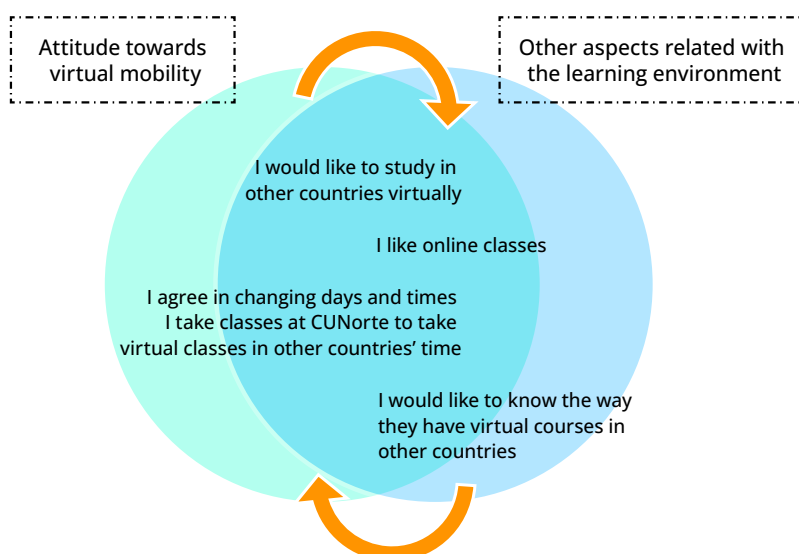 Attitude towards
virtual mobility
Other aspects related with
the learning environment
I would like to study in
other countries virtually
I like online classes
I agree in changing days and times
I take classes at CUNorte to take
virtual classes in other countries’ time
I would like to know the way
they have virtual courses in
other countries